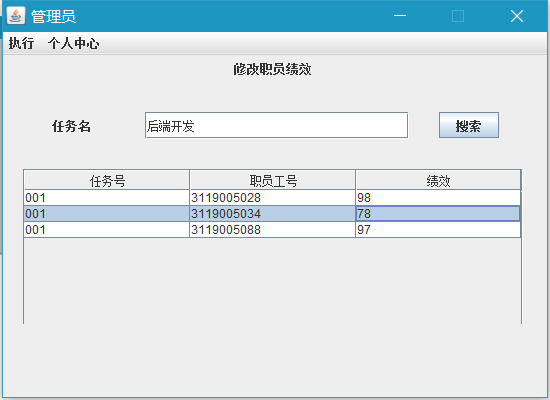 管理员
执行 个人中心
修改职员绩效
任务名 后端开发 搜索
任务号 职员工号 绩效
001 3119005028 98
001 3119005034 78
001 3119005088 97